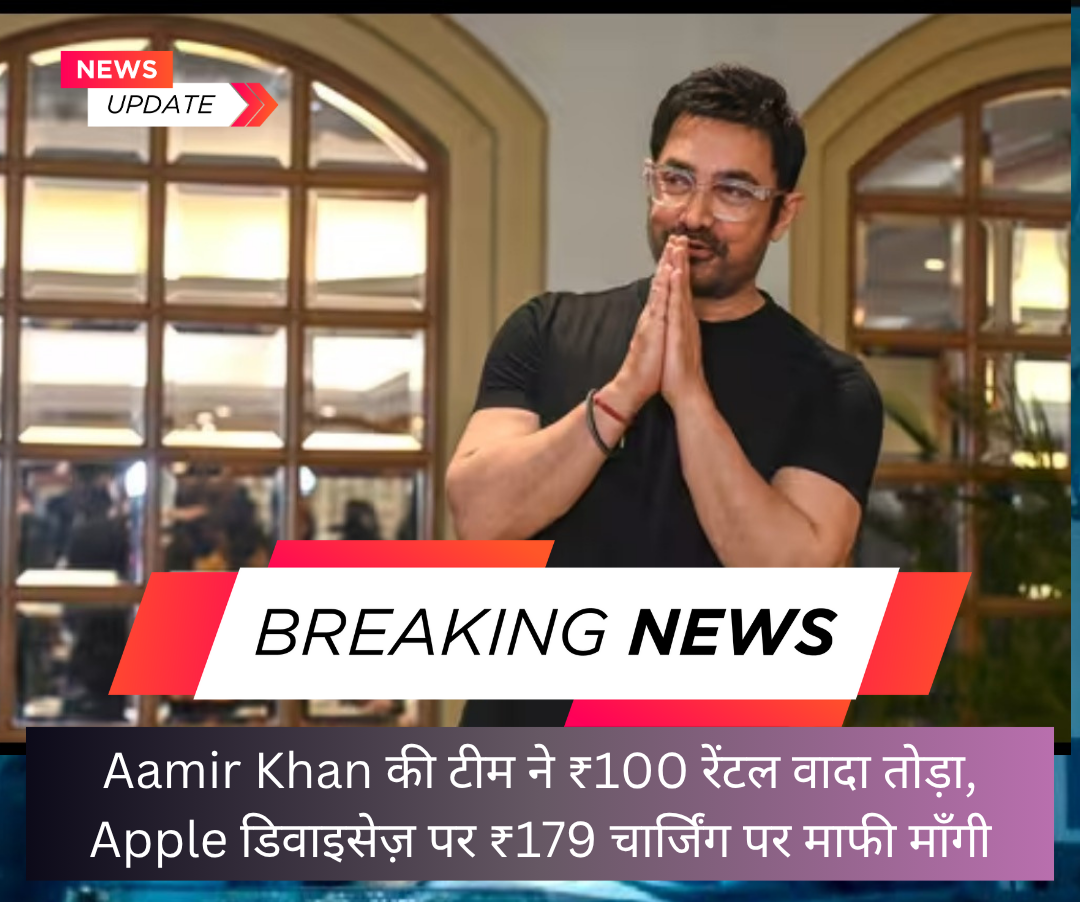 NEWS
UPDATE
BREAKING NEWS
Aamir Khan की टीम ने ₹100 रेंटल वादा तोड़ा,
Apple डिवाइसेज़ पर ₹179 चार्जिंग पर माफी माँगी